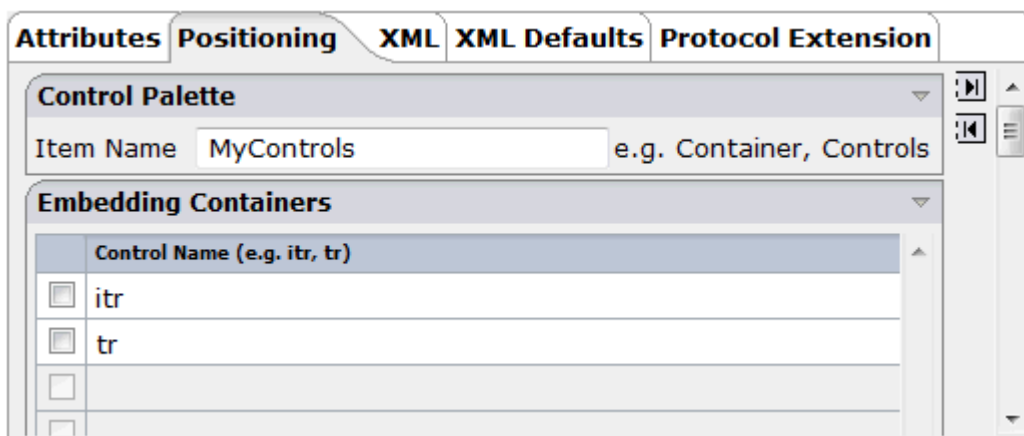 Attributes Positioning XML XML Defaults Protocol Extension
Control Palette
Item Name MyControls e.g. Container, Controls
Embedding Containers
Control Name (e.g. itr, tr)
itr
tr